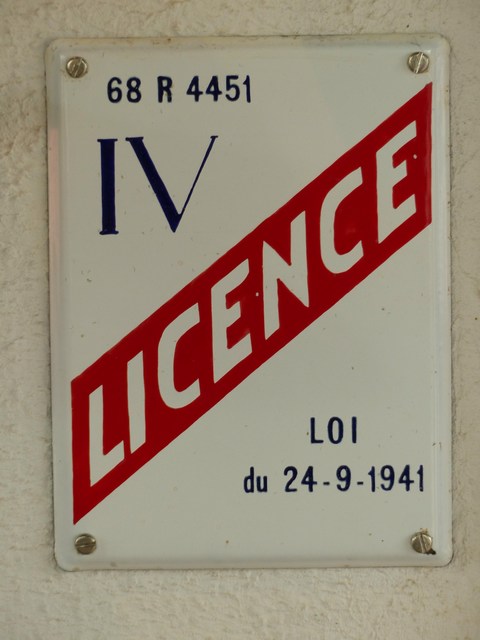 68 R 4451
IV
LICENCE
LOI
du 24-9-1941